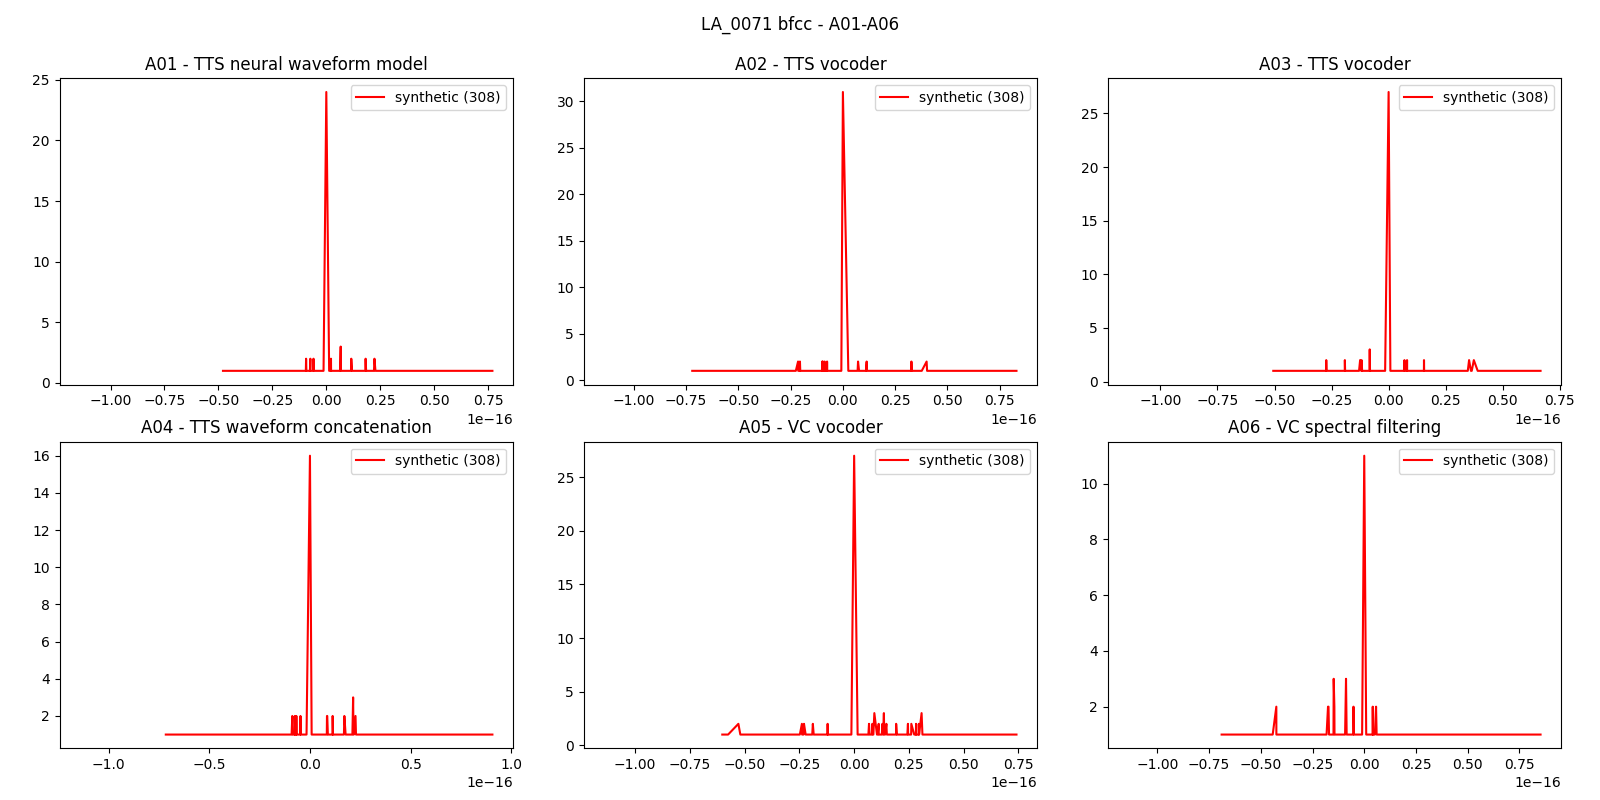 LA_0071 bfcc - A01-A06
A01 - TTS neural waveform model
A02 - TTS vocoder
A03 - TTS vocoder
synthetic (308)
synthetic (308)
synthetic (308)
25
20
15
10
5
0
30
25
20
15
10
5
0
25
20
15
10
5
0
−1.00 −0.75 −0.50 −0.25 0.00 0.25 0.50 0.75
1e−16
−1.00 −0.75 −0.50 −0.25 0.00 0.25 0.50 0.75
1e−16
−1.00 −0.75 −0.50 −0.25 0.00 0.25 0.50 0.75
1e−16
A04 - TTS waveform concatenation
A05 - VC vocoder
A06 - VC spectral filtering
synthetic (308)
synthetic (308)
synthetic (308)
16
14
12
10
8
6
4
2
25
20
15
10
5
0
10
8
6
4
2
−1.0 −0.5 0.0 0.5 1.0
1e−16
−1.00 −0.75 −0.50 −0.25 0.00 0.25 0.50 0.75
1e−16
−1.00 −0.75 −0.50 −0.25 0.00 0.25 0.50 0.75
1e−16